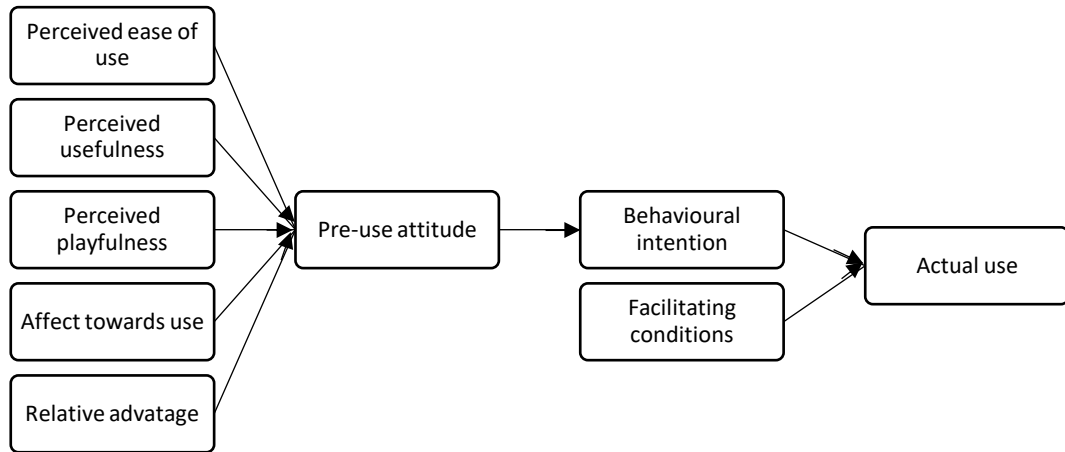 Perceived ease of
use
Perceived
usefulness
Perceived
playfulness
Affect towards use
Relative advatage
Pre-use attitude
Behavioural
intention
Facilitating
conditions
Actual use